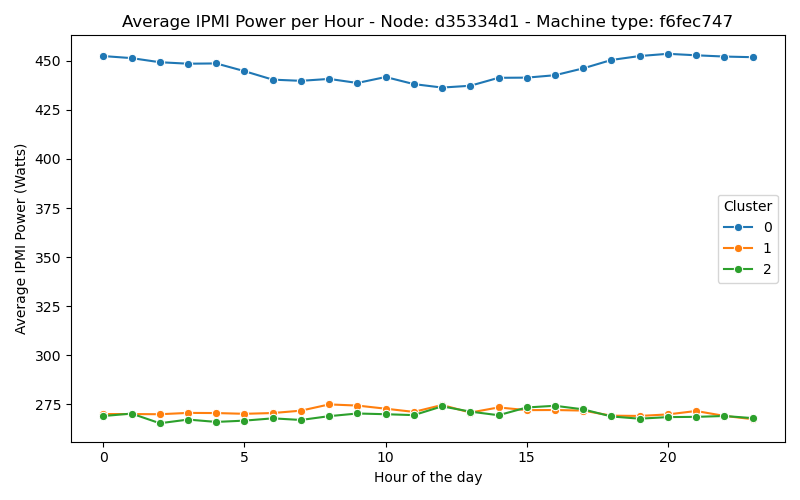 Average IPMI Power per Hour - Node: d35334d1 - Machine type: f6fec747
Average IPMI Power (Watts)
450
425
400
375
350
325
300
275
Cluster
0
1
2
0 5 10 15 20
Hour of the day